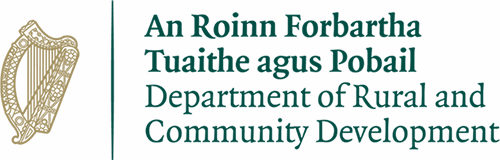 An Roinn Forbartha
Tuaithe agus Pobail
Department of Rural and
Community Development